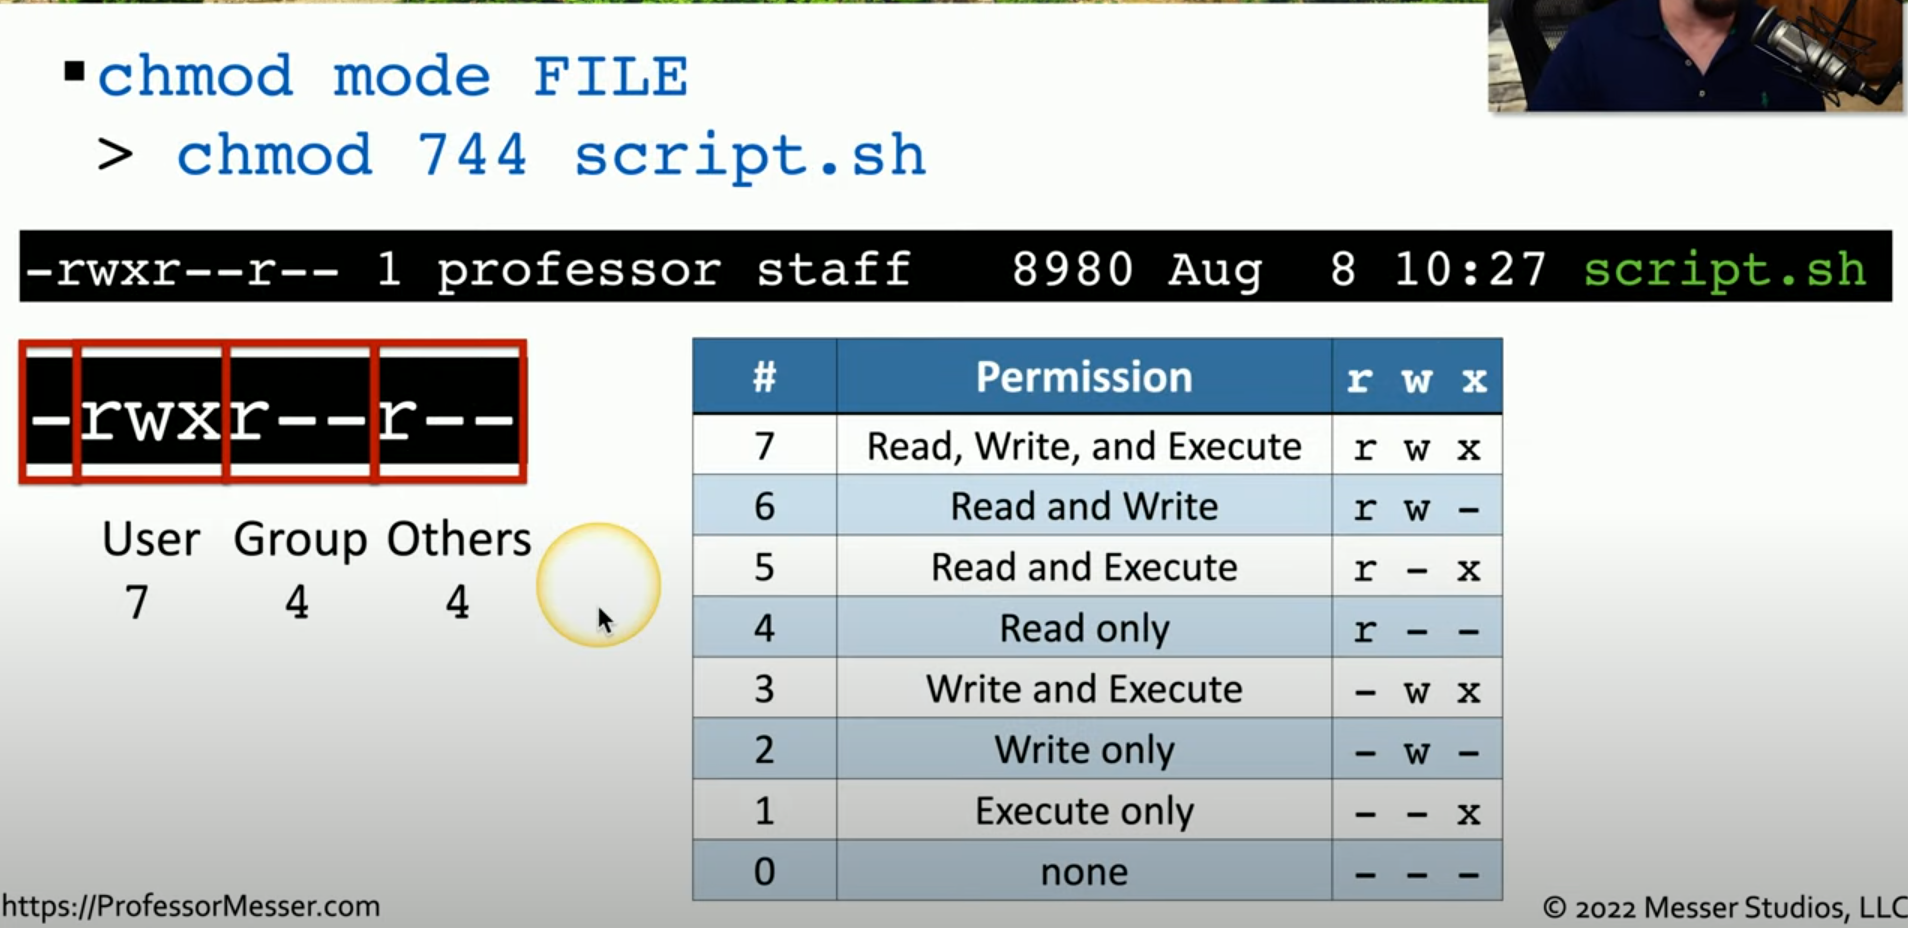 ▪chmod mode FILE
> chmod 744 script.sh
-rwxr--r-- 1 professor staff 8980 Aug 8 10:27 script.sh
-rwxr--r--
User Group Others
7 4 4
# Permission r w x
7 Read, Write, and Execute r w x
6 Read and Write r w -
5 Read and Execute r - x
4 Read only r - -
3 Write and Execute - w x
2 Write only - w -
1 Execute only - - x
0 none - - -
https://ProfessorMesser.com
© 2022 Messer Studios, LLC